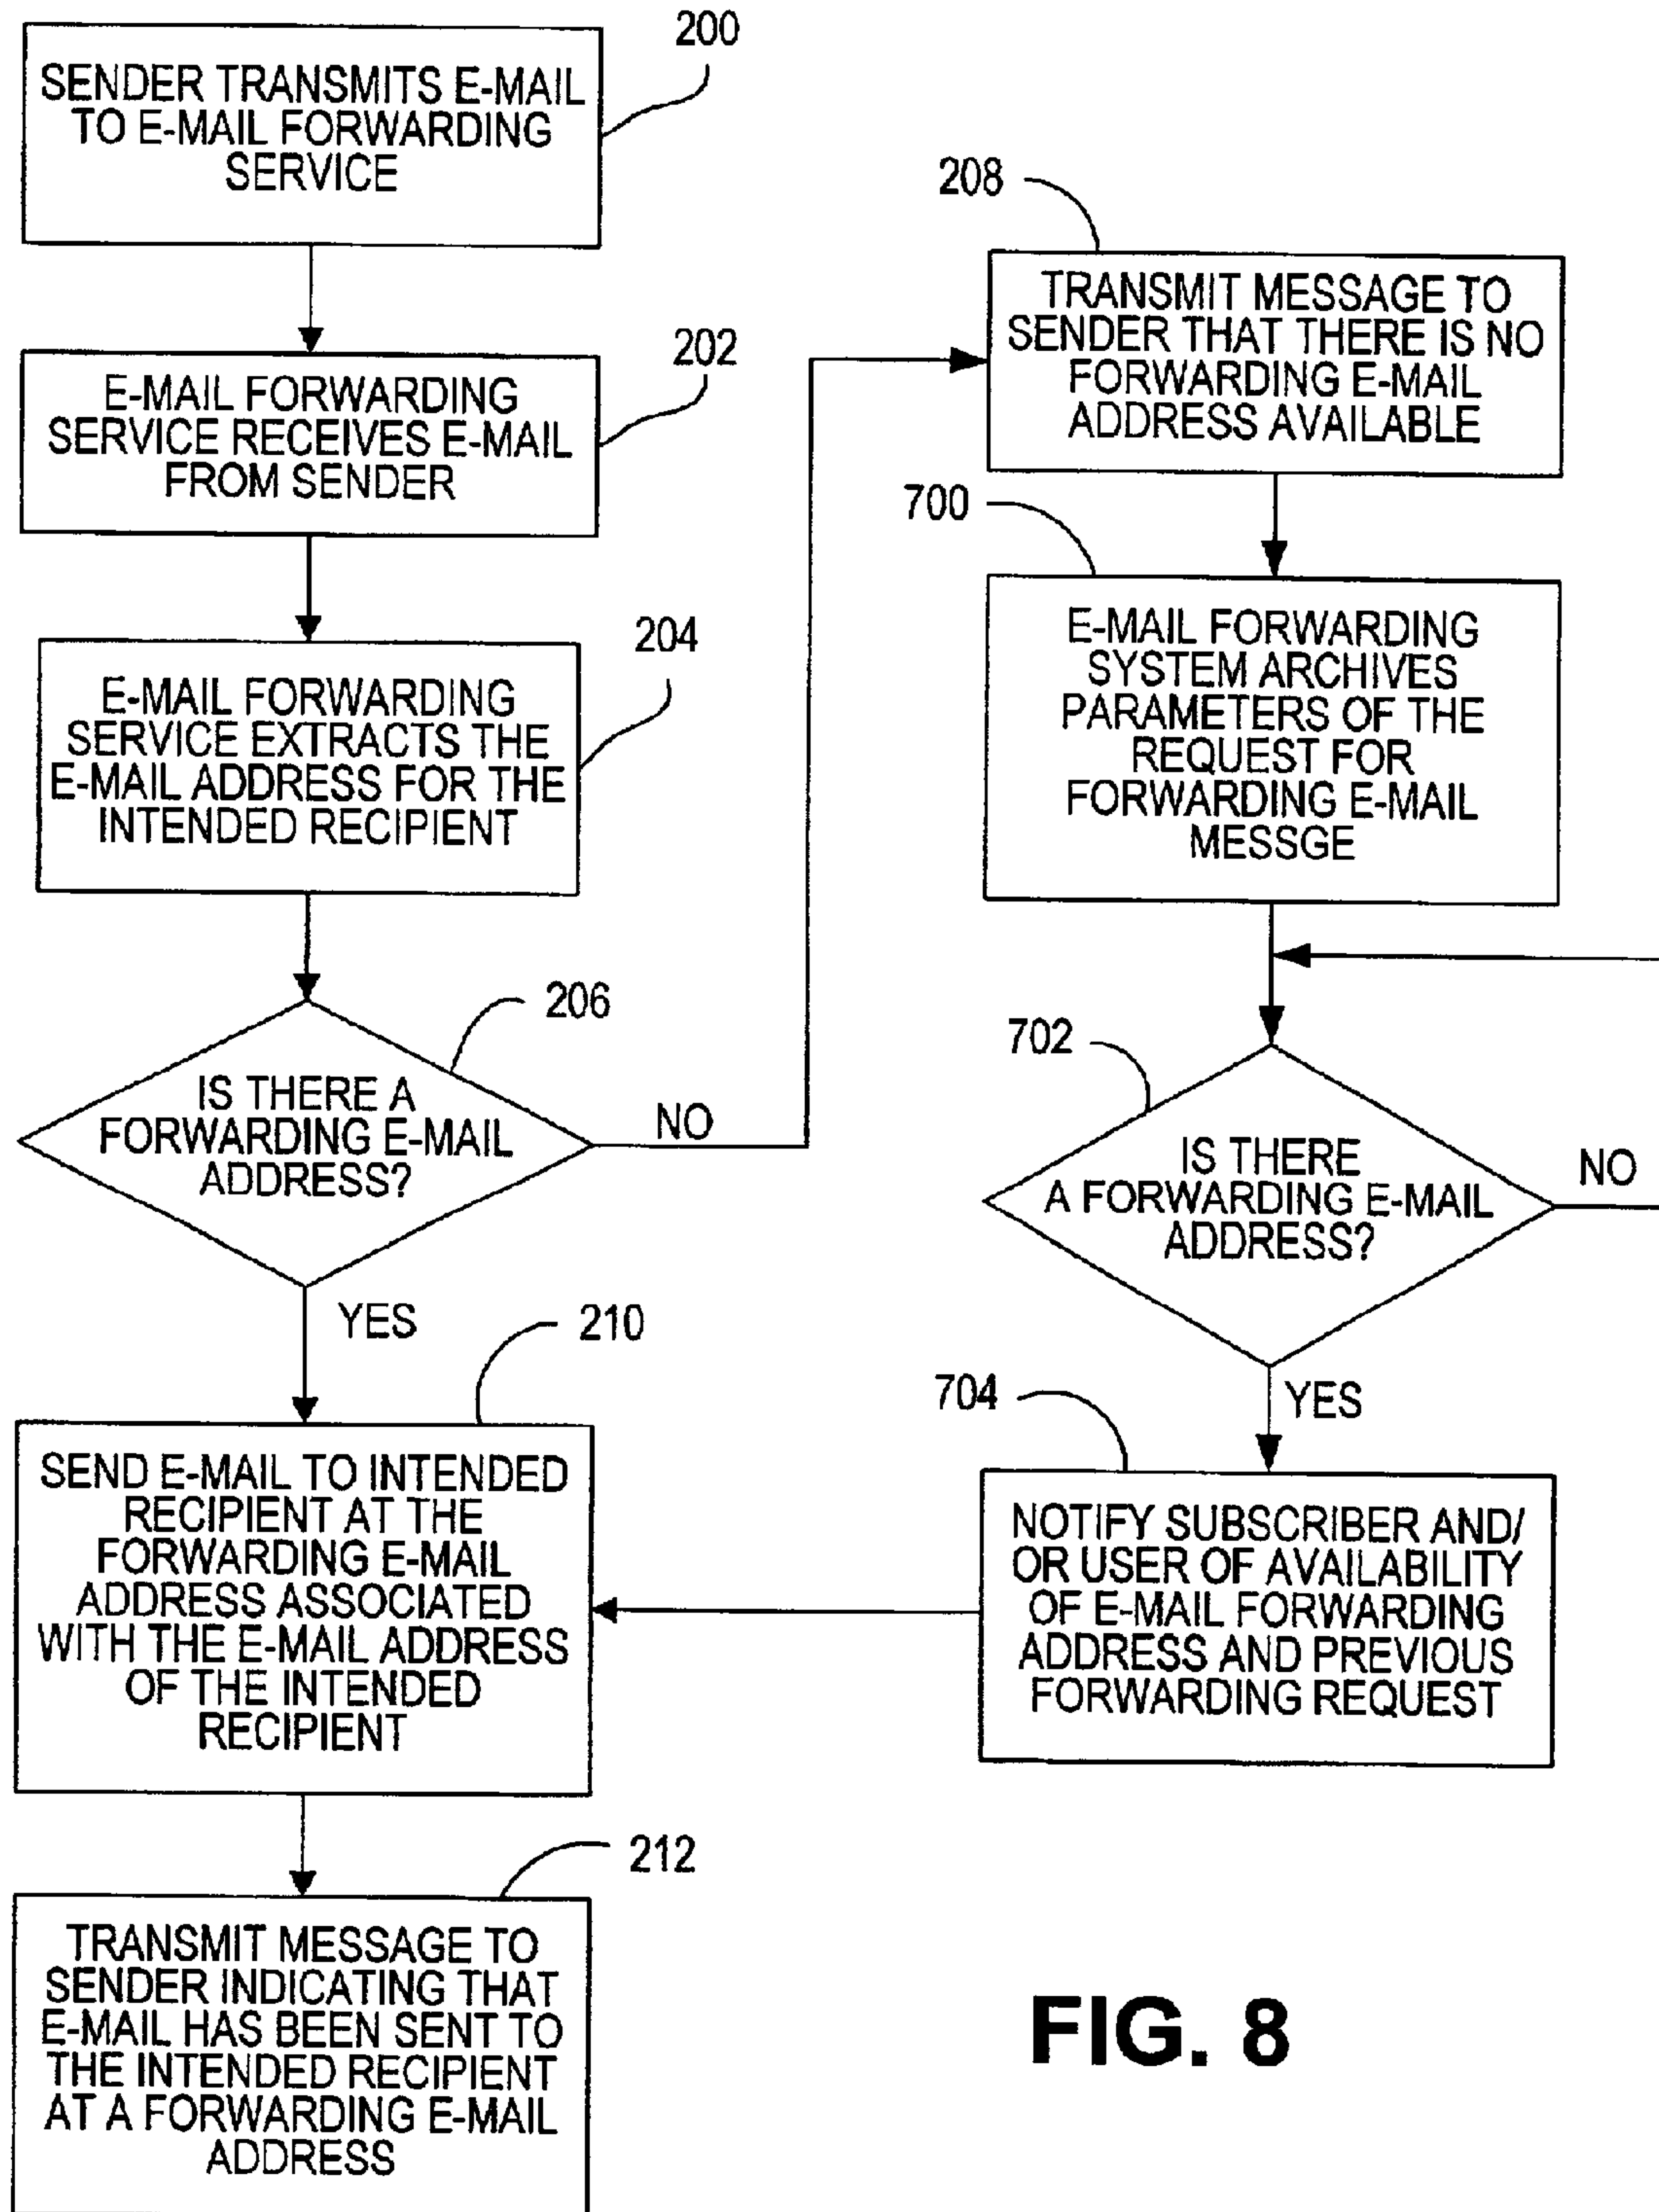 200
SENDER TRANSMITS E-MAIL
TO E-MAIL FORWARDING
SERVICE
202
E-MAIL FORWARDING
SERVICE RECEIVES E-MAIL
FROM SENDER
204
E-MAIL FORWARDING
SERVICE EXTRACTS THE
E-MAIL ADDRESS FOR THE
INTENDED RECIPIENT
206
IS THERE A
FORWARDING E-MAIL
ADDRESS?
NO
YES
210
SEND E-MAIL TO INTENDED
RECIPIENT AT THE
FORWARDING E-MAIL
ADDRESS ASSOCIATED
WITH THE E-MAIL ADDRESS
OF THE INTENDED
RECIPIENT
212
TRANSMIT MESSAGE TO
SENDER INDICATING THAT
E-MAIL HAS BEEN SENT TO
THE INTENDED RECIPIENT
AT A FORWARDING E-MAIL
ADDRESS
208
TRANSMIT MESSAGE TO
SENDER THAT THERE IS NO
FORWARDING E-MAIL
ADDRESS AVAILABLE
700
E-MAIL FORWARDING
SYSTEM ARCHIVES
PARAMETERS OF THE
REQUEST FOR
FORWARDING E-MAIL
MESSGE
702
IS THERE
A FORWARDING E-MAIL
ADDRESS?
NO
YES
704
NOTIFY SUBSCRIBER AND/
OR USER OF AVAILABILITY
OF E-MAIL FORWARDING
ADDRESS AND PREVIOUS
FORWARDING REQUEST
FIG. 8